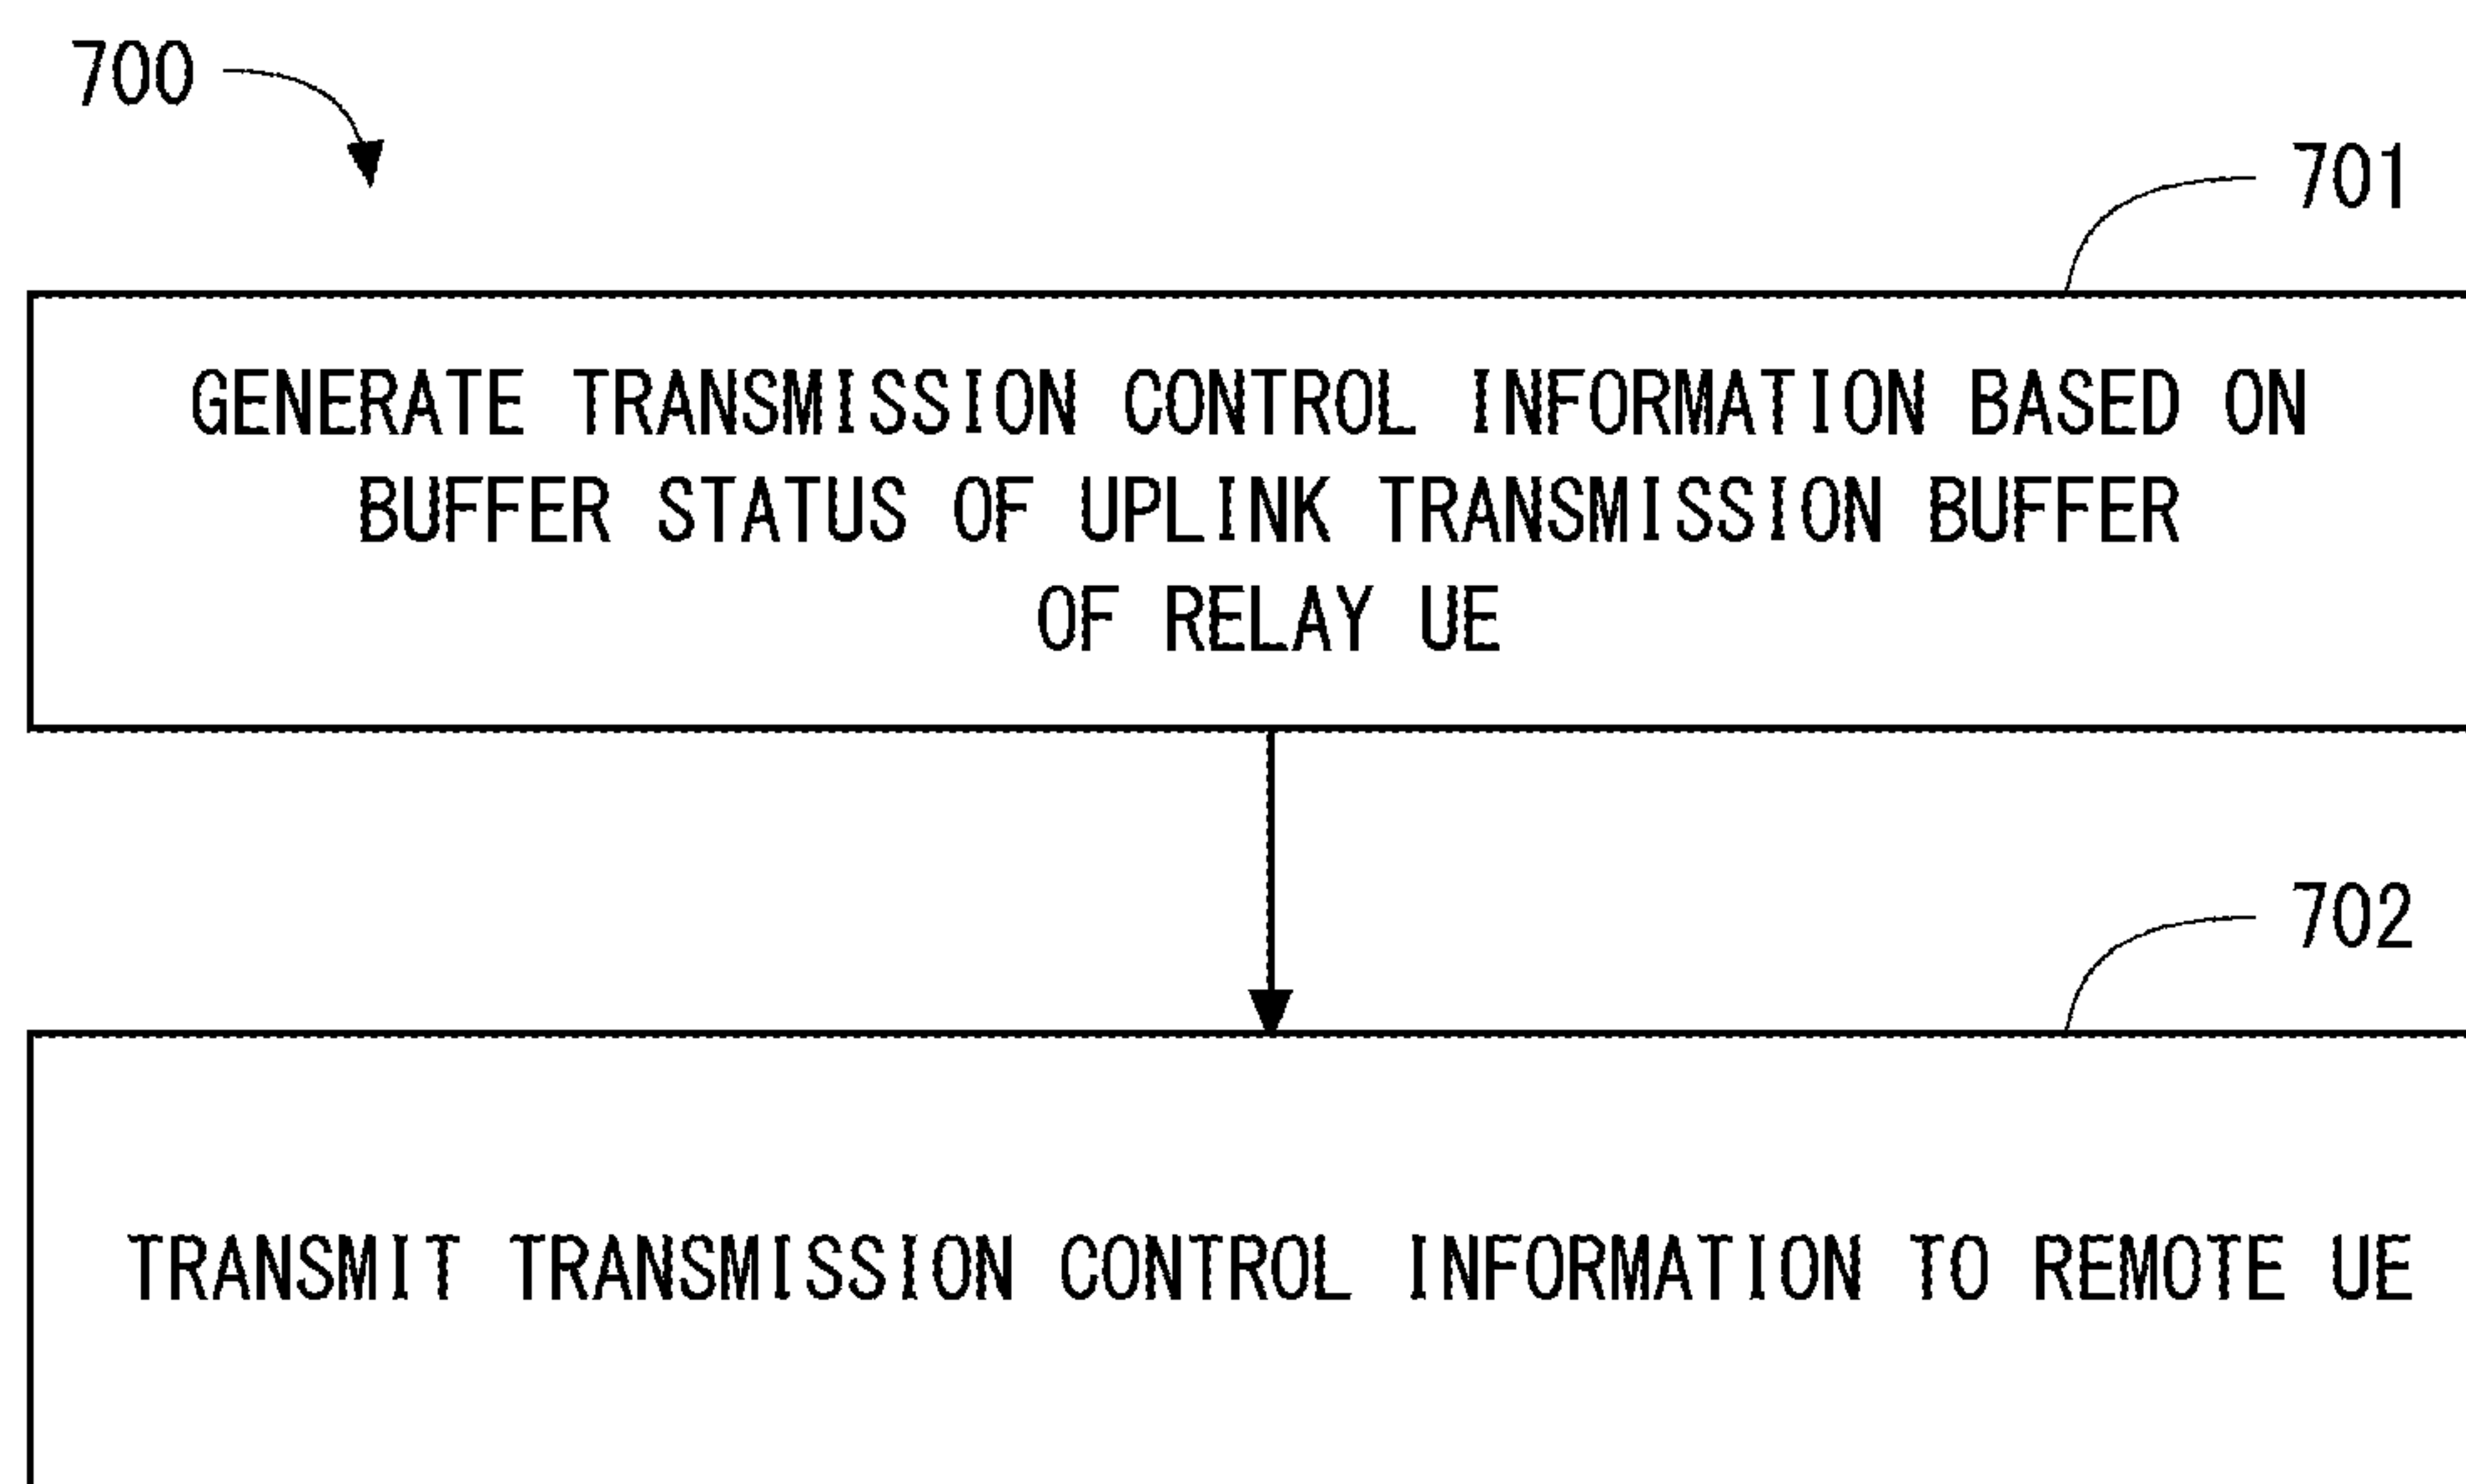 700
701
GENERATE TRANSMISSION CONTROL INFORMATION BASED ON
BUFFER STATUS OF UPLINK TRANSMISSION BUFFER
OF RELAY UE
702
TRANSMIT TRANSMISSION CONTROL INFORMATION TO REMOTE UE